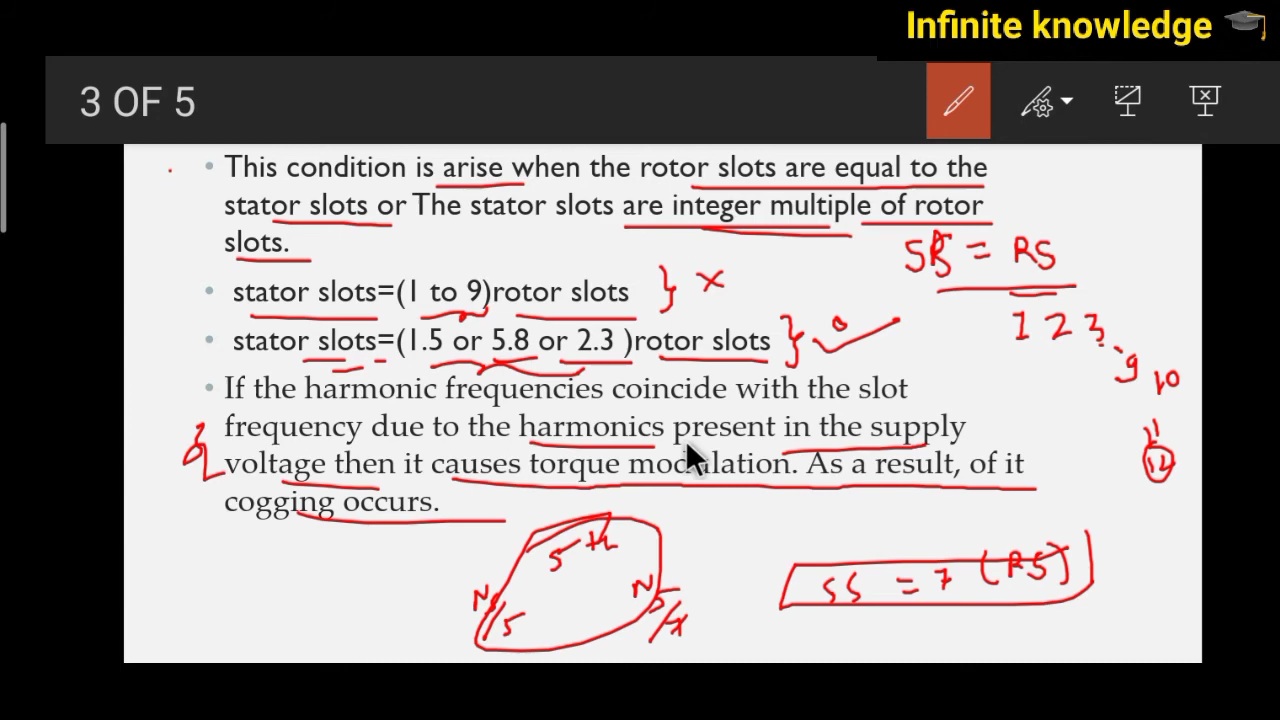 Infinite knowledge
3 OF 5
• This condition is arise when the rotor slots are equal to the
stator slots or The stator slots are integer multiple of rotor
slots.
SS = RS
• stator slots=(1 to 9)rotor slots } x
1 2 3
• stator slots=(1.5 or 5.8 or 2.3 )rotor slots }
9 10
• If the harmonic frequencies coincide with the slot
frequency due to the harmonics present in the supply
11
voltage then it causes torque modulation. As a result, of it
12
cogging occurs.
5th
SS = 7 (RS)
N N
/5